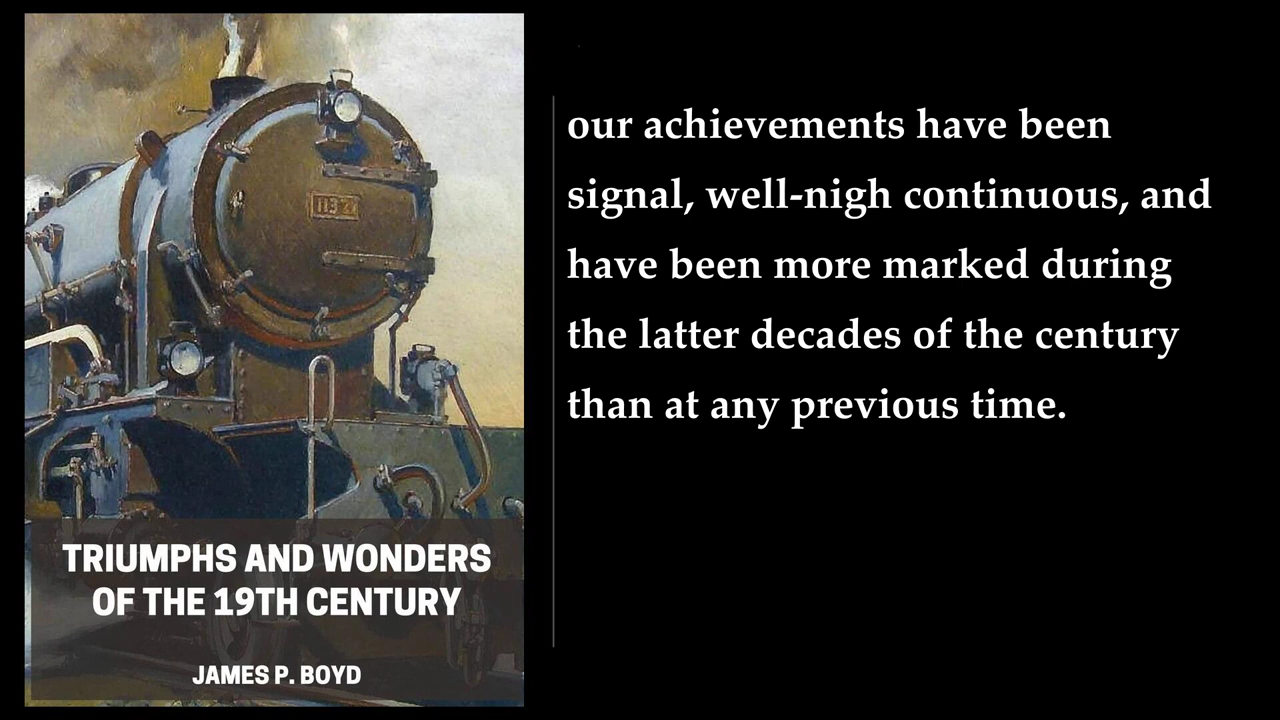 our achievements have been
signal, well-nigh continuous, and
have been more marked during
the latter decades of the century
than at any previous time.
TRIUMPHS AND WONDERS
OF THE 19TH CENTURY
JAMES P. BOYD